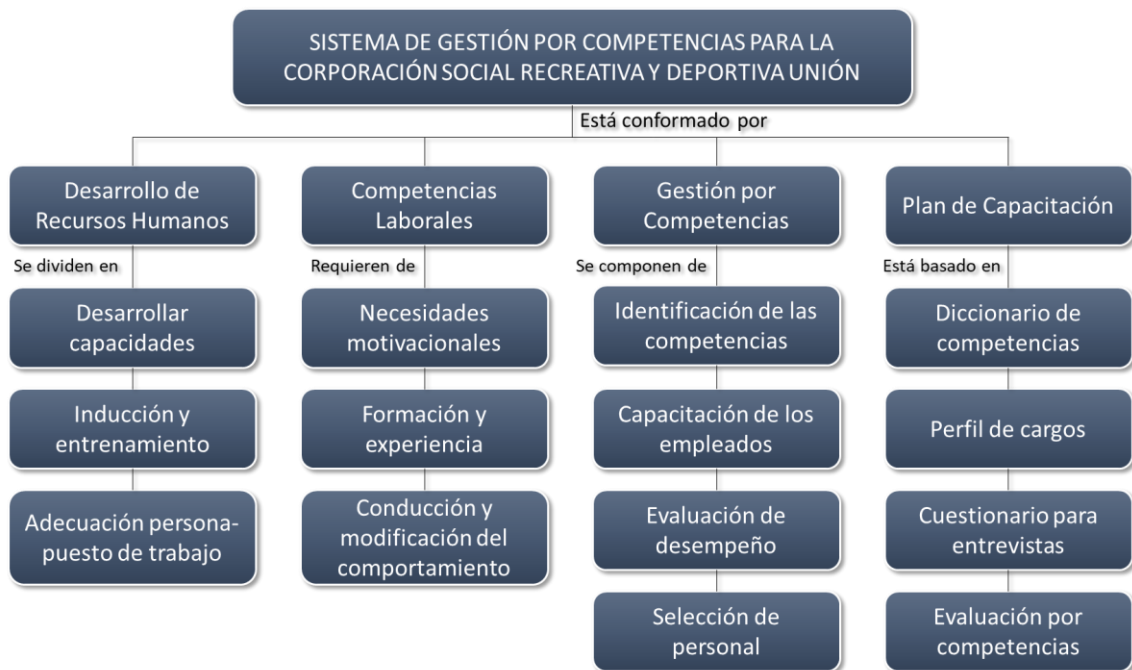 SISTEMA DE GESTIÓN POR COMPETENCIAS PARA LA
CORPORACIÓN SOCIAL RECREATIVA Y DEPORTIVA UNIÓN
Está conformado por
Desarrollo de
Recursos Humanos
Se dividen en
Desarrollar
capacidades
Inducción y
entrenamiento
Adecuación persona-
puesto de trabajo
Competencias
Laborales
Requieren de
Necesidades
motivacionales
Formación y
experiencia
Conducción y
modificación del
comportamiento
Gestión por
Competencias
Se componen de
Identificación de las
competencias
Capacitación de los
empleados
Evaluación de
desempeño
Selección de
personal
Plan de Capacitación
Está basado en
Diccionario de
competencias
Perfil de cargos
Cuestionario para
entrevistas
Evaluación por
competencias